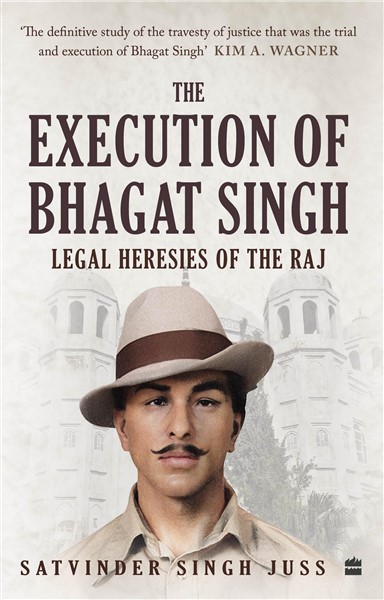 ‘The definitive study of the travesty of justice that was the trial
and execution of Bhagat Singh’ KIM A. WAGNER
THE
EXECUTION OF
BHAGAT SINGH
LEGAL HERESIES OF THE RAJ
SATVINDER SINGH JUSS